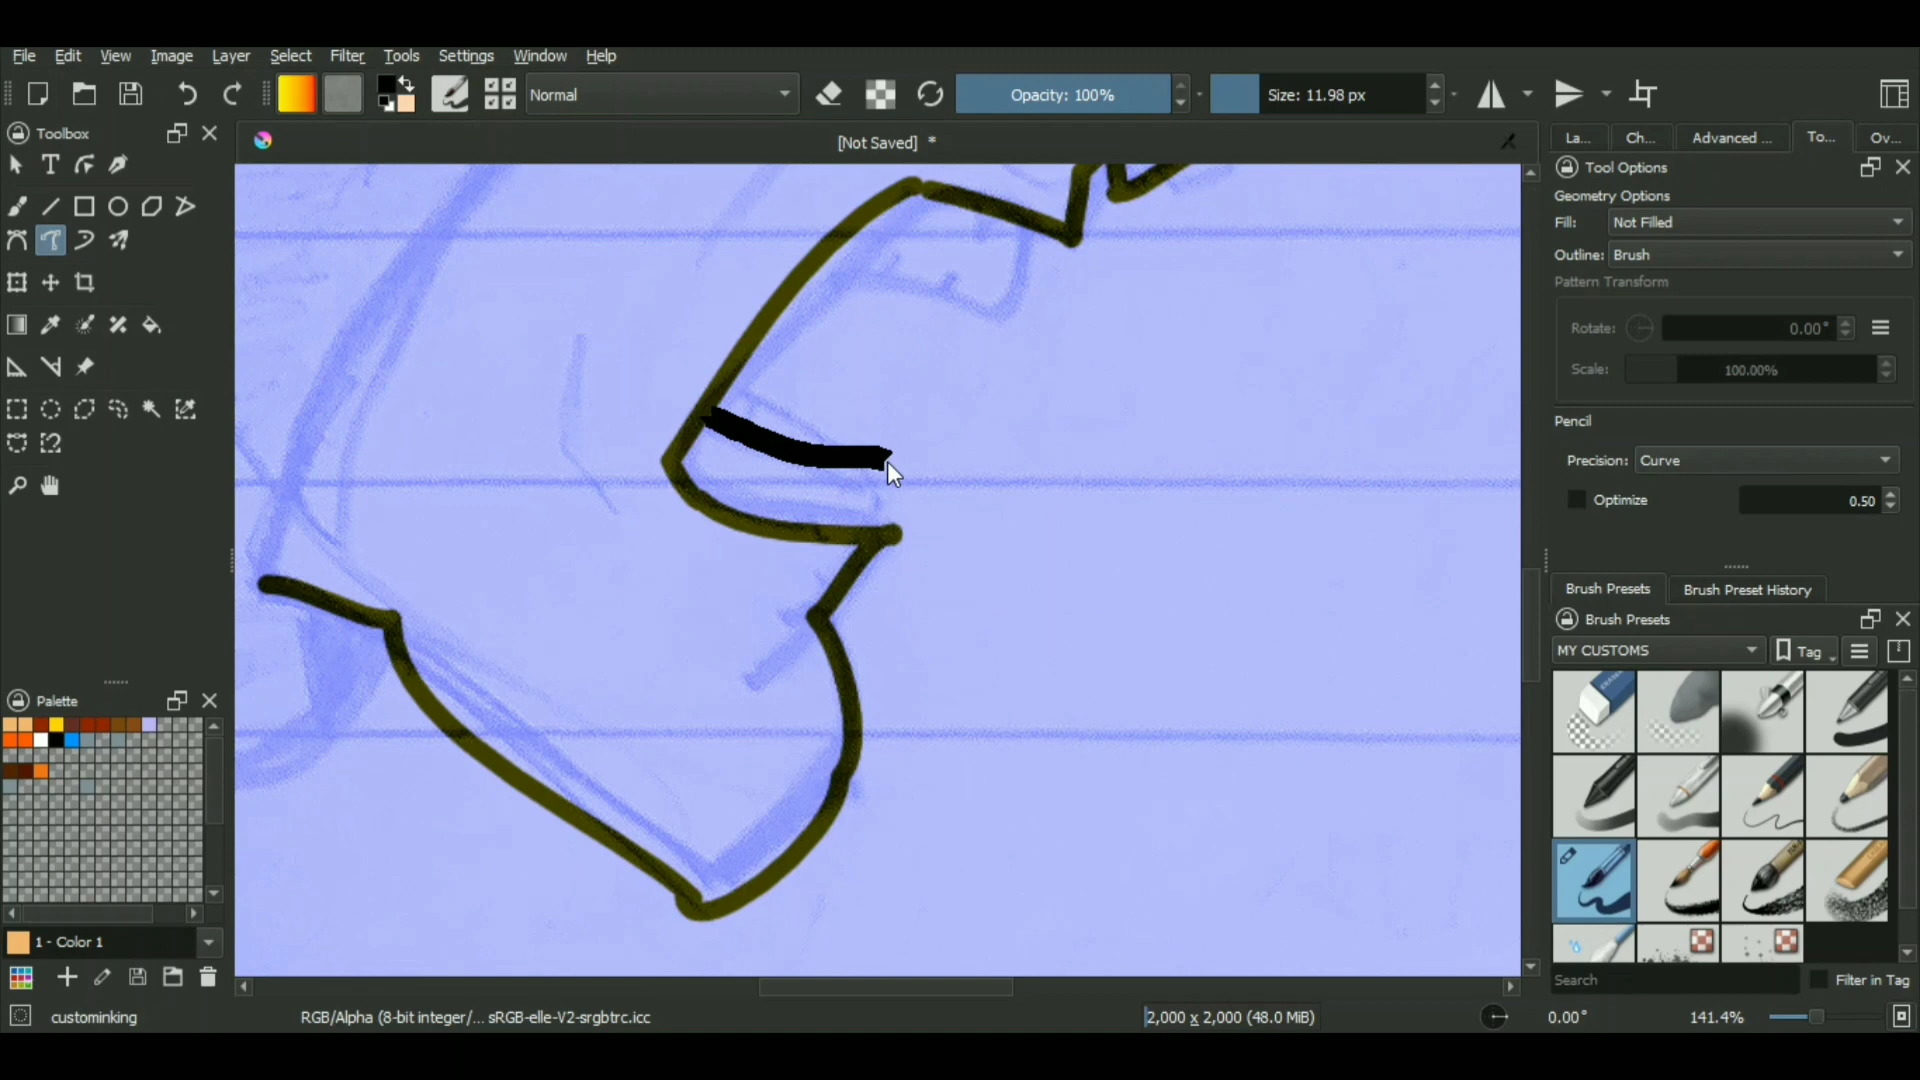 File Edit View Image Layer Select Filter Tools Settings Window Help
Normal Opacity: 100% Size: 11.98 px
Toolbox
[Not Saved] *
La... Ch... Advanced ... To... Ov...
Tool Options
Geometry Options
Fill: Not Filled
Outline: Brush
Pattern Transform
Rotate: 0.00°
Scale: 100.00%
Pencil
Precision: Curve
Optimize 0.50
Brush Presets Brush Preset History
Brush Presets
MY CUSTOMS Tag
Search Filter in Tag
Palette
1 - Color 1
custominking RGB/Alpha (8-bit integer/... sRGB-elle-V2-srgbtrc.icc 2,000 x 2,000 (48.0 MiB) 0.00° 141.4%